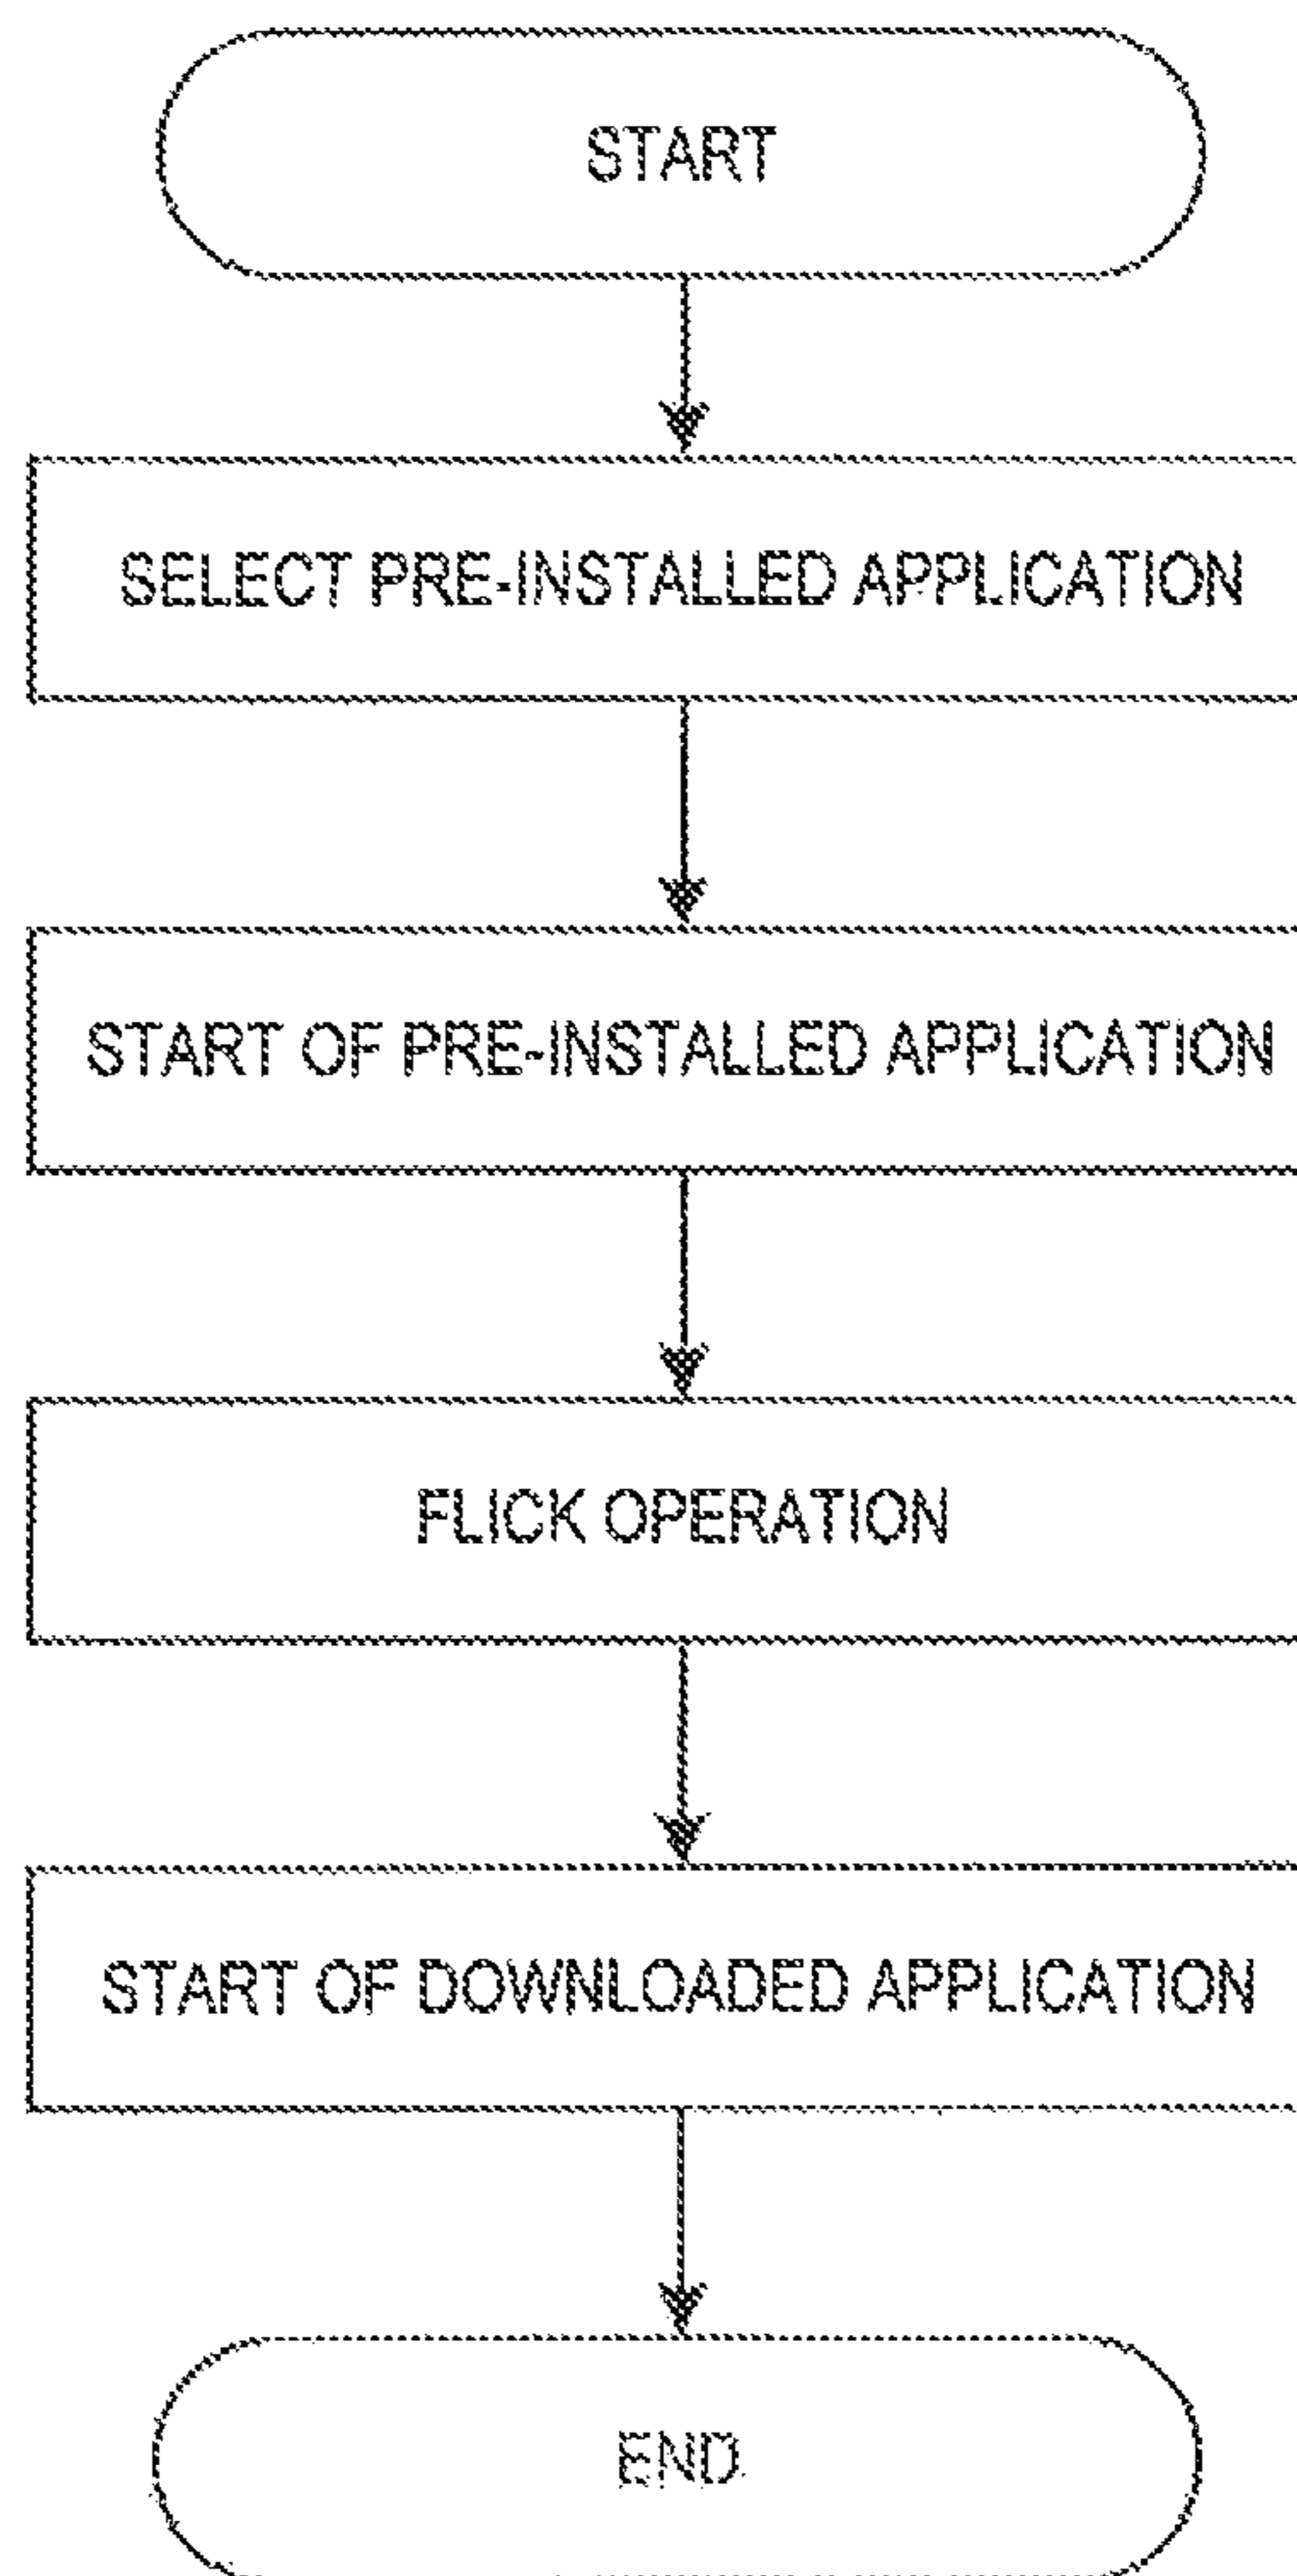 START
SELECT PRE-INSTALLED APPLICATION
START OF PRE-INSTALLED APPLICATION
FLICK OPERATION
START OF DOWNLOADED APPLICATION
END